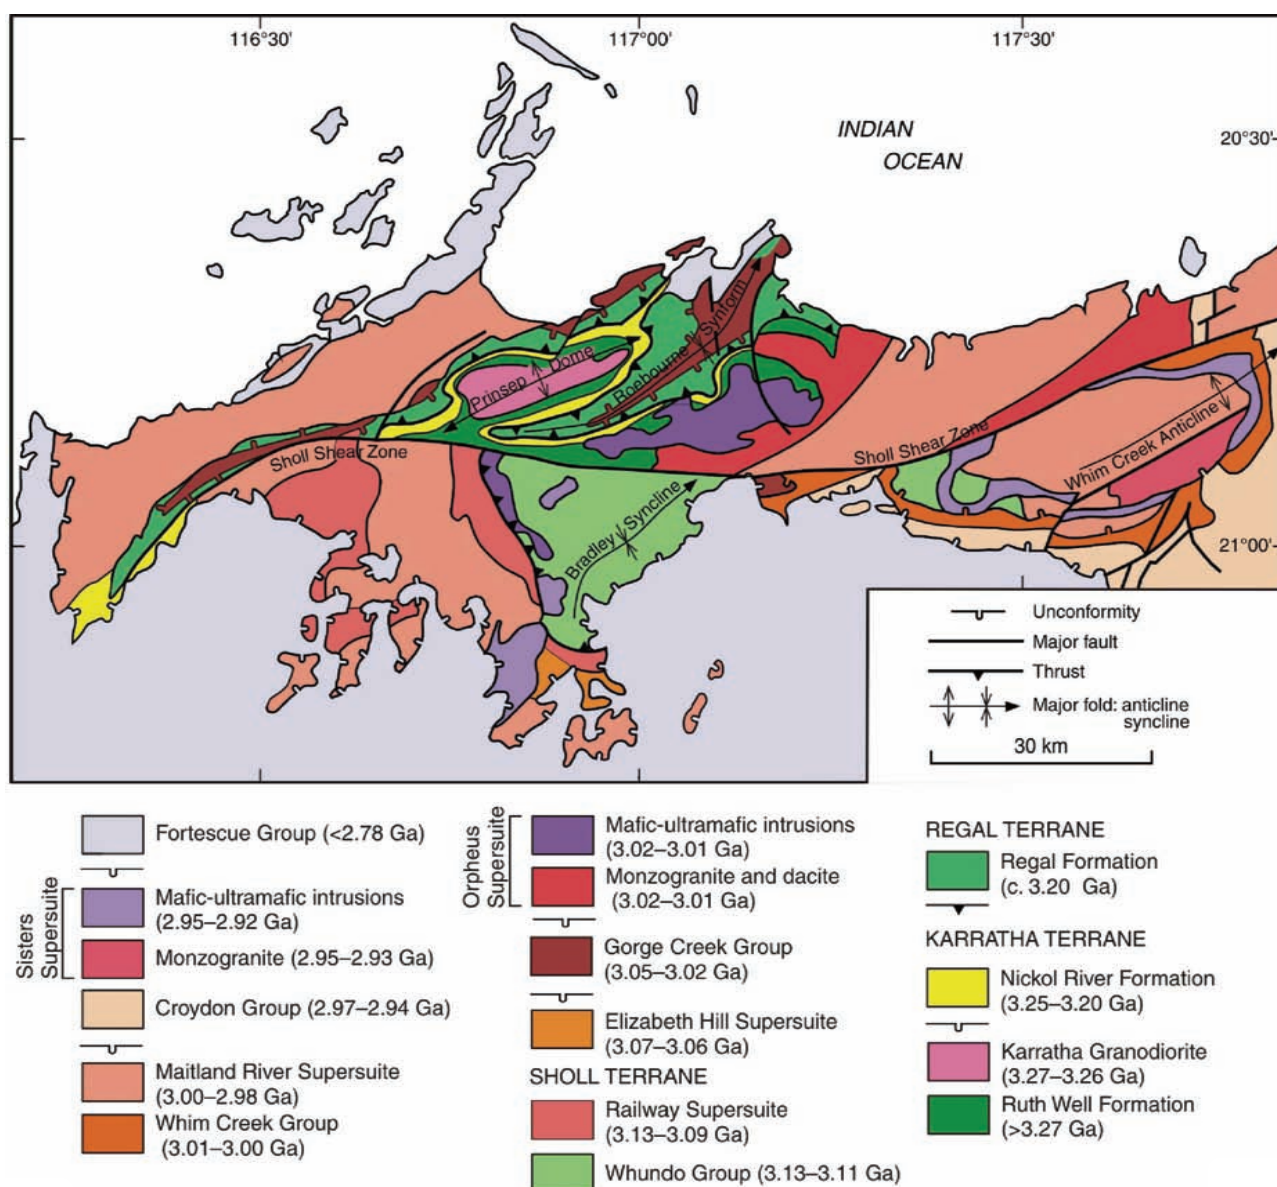 116°30'
117°00'
117°30'
INDIAN
OCEAN
20°30'
Prinsep Dome
Roebourne Synform
Sholl Shear Zone
Sholl Shear Zone
Whim Creek Anticline
Bradley Syncline
21°00'
Unconformity
Major fault
Thrust
Major fold: anticline
syncline
30 km
Fortescue Group (<2.78 Ga)
Sisters
Supersuite
Mafic-ultramafic intrusions
(2.95–2.92 Ga)
Monzogranite (2.95–2.93 Ga)
Croydon Group (2.97–2.94 Ga)
Maitland River Supersuite
(3.00–2.98 Ga)
Whim Creek Group
(3.01–3.00 Ga)
Orpheus
Supersuite
Mafic-ultramafic intrusions
(3.02–3.01 Ga)
Monzogranite and dacite
(3.02–3.01 Ga)
Gorge Creek Group
(3.05–3.02 Ga)
Elizabeth Hill Supersuite
(3.07–3.06 Ga)
SHOLL TERRANE
Railway Supersuite
(3.13–3.09 Ga)
Whundo Group (3.13–3.11 Ga)
REGAL TERRANE
Regal Formation
(c. 3.20 Ga)
KARRATHA TERRANE
Nickol River Formation
(3.25–3.20 Ga)
Karratha Granodiorite
(3.27–3.26 Ga)
Ruth Well Formation
(>3.27 Ga)